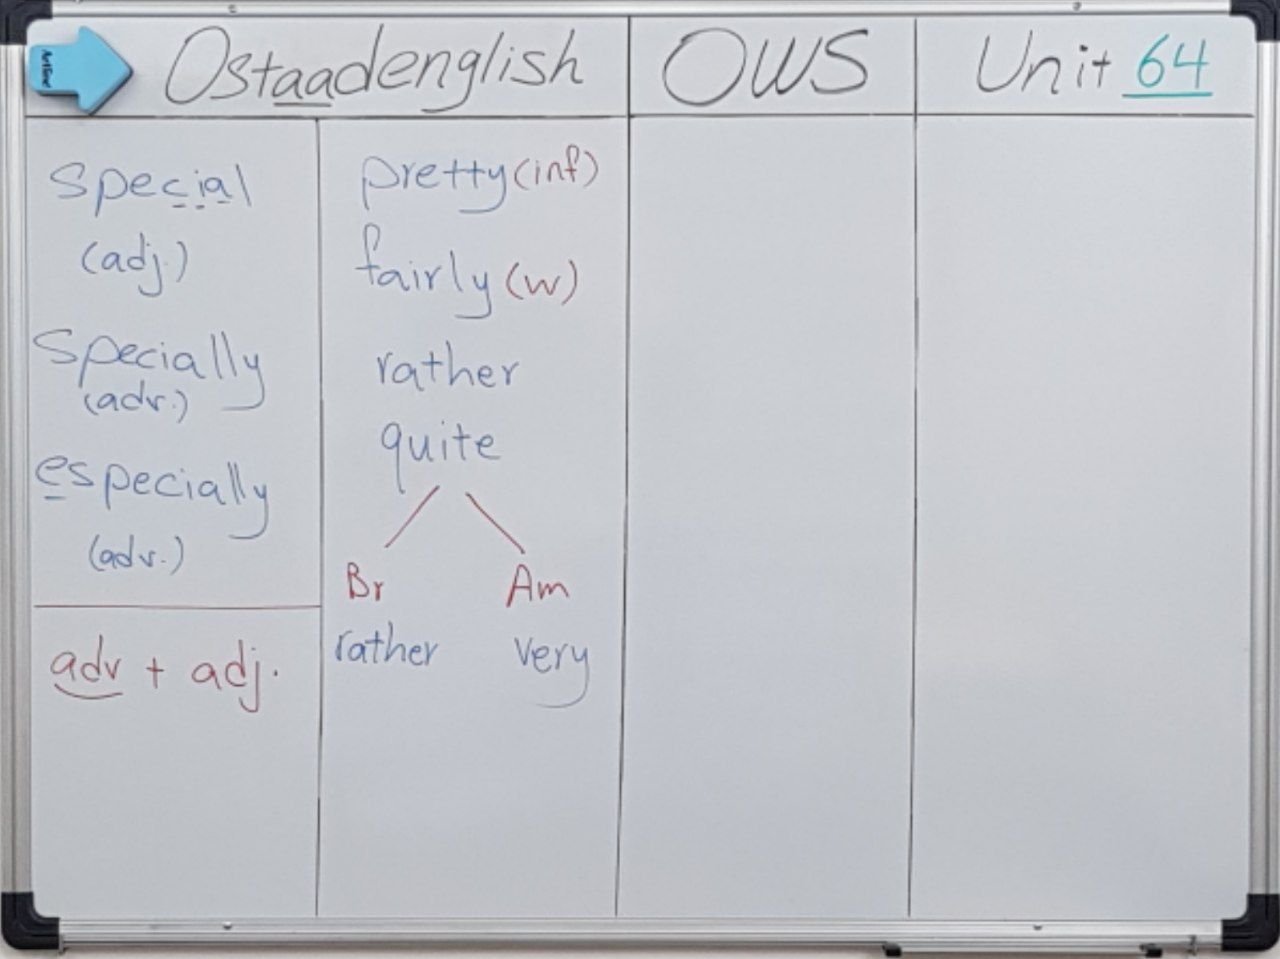 Ostaadenglish OWS Unit 64
special
(adj.)
Specially
(adv.)
especially
(adv.)
adv + adj.
pretty (inf)
fairly (w)
rather
quite
Br Am
rather very